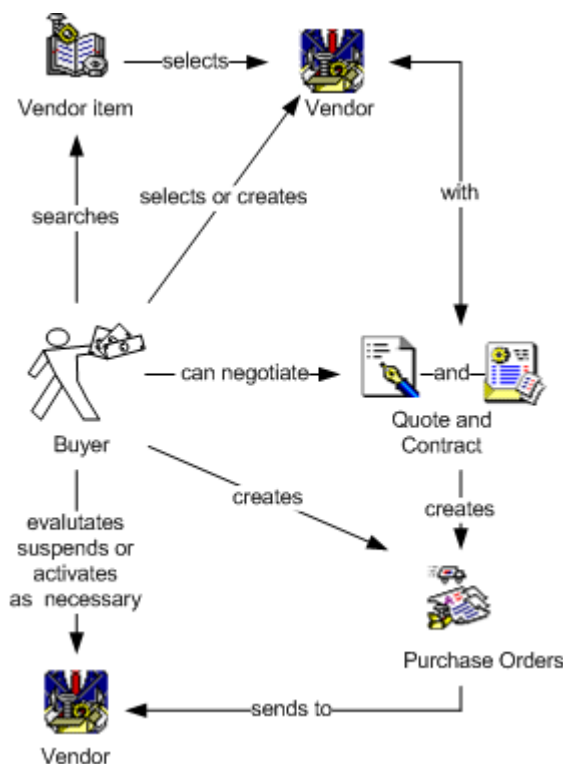 selects
Vendor item
Vendor
selects or creates
with
searches
can negotiate
and
Buyer
Quote and
Contract
creates
creates
evalutates
suspends or
activates
as necessary
Purchase Orders
sends to
Vendor